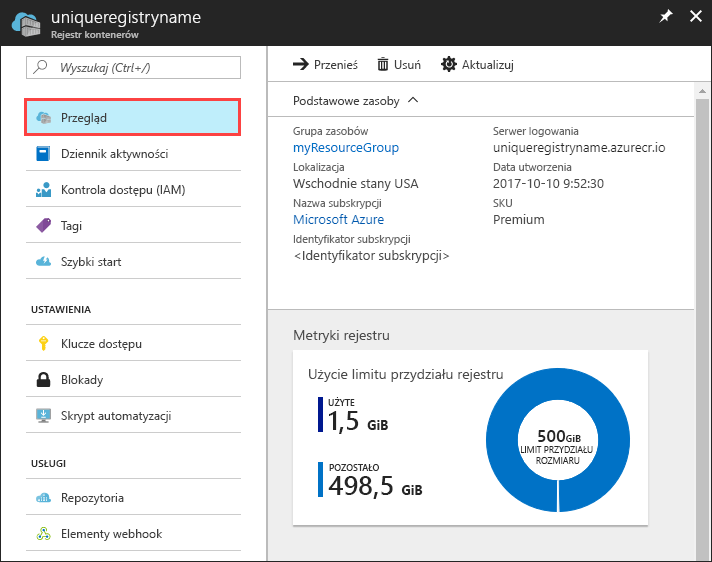 uniqueregistryname
Rejestr kontenerów
Wyszukaj (Ctrl+/)
Przegląd
Dziennik aktywności
Kontrola dostępu (IAM)
Tagi
Szybki start
USTAWIENIA
Klucze dostępu
Blokady
Skrypt automatyzacji
USŁUGI
Repozytoria
Elementy webhook
Przenieś Usuń Aktualizuj
Podstawowe zasoby
Grupa zasobów
myResourceGroup
Lokalizacja
Wschodnie stany USA
Nazwa subskrypcji
Microsoft Azure
Identyfikator subskrypcji
<Identyfikator subskrypcji>
Serwer logowania
uniqueregistryname.azurecr.io
Data utworzenia
2017-10-10 9:52:30
SKU
Premium
Metryki rejestru
Użycie limitu przydziału rejestru
UŻYTE
1,5 GiB
POZOSTAŁO
498,5 GiB
500GiB
LIMIT PRZYDZIAŁU
ROZMIARU